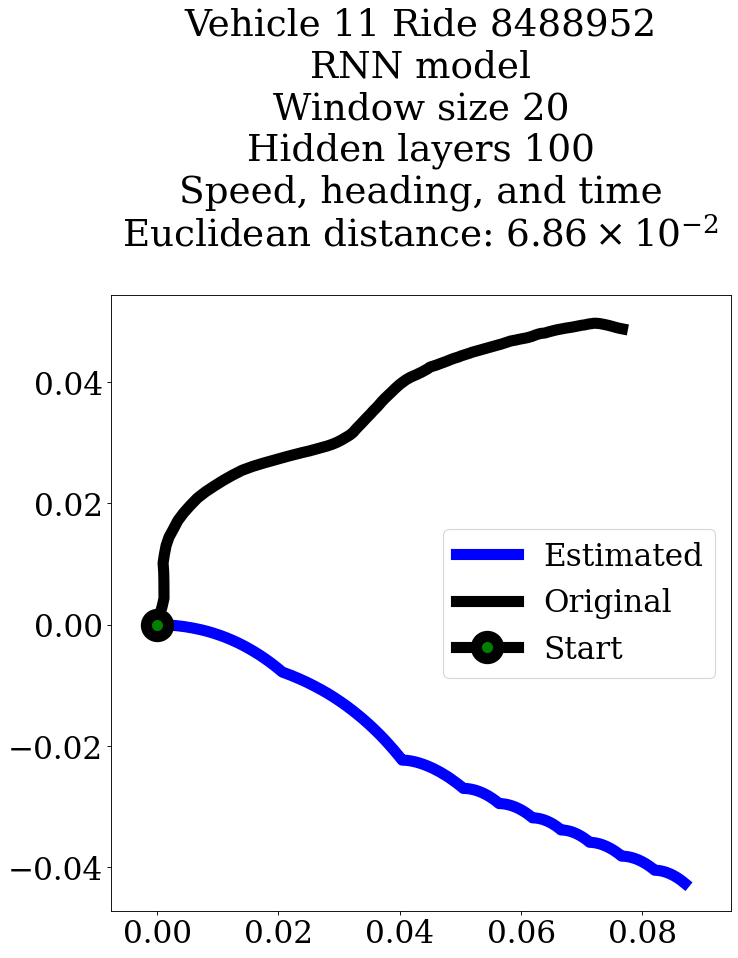 Vehicle 11 Ride 8488952
RNN model
Window size 20
Hidden layers 100
Speed, heading, and time
Euclidean distance: 6.86 × 10⁻²
0.04
0.02
0.00
−0.02
−0.04
Estimated
Original
Start
0.00 0.02 0.04 0.06 0.08